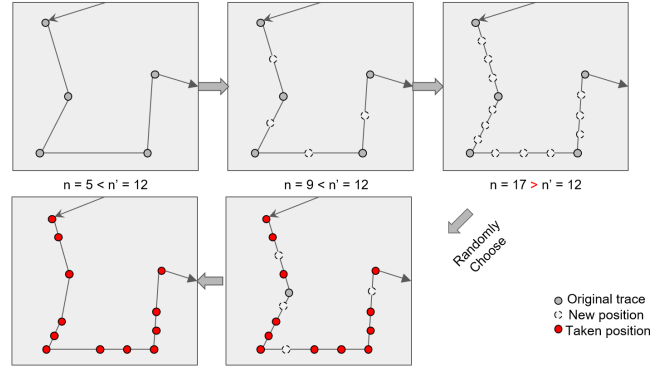 n = 5 < n' = 12
n = 9 < n' = 12
n = 17 > n' = 12
Randomly
Choose
Original trace
New position
Taken position